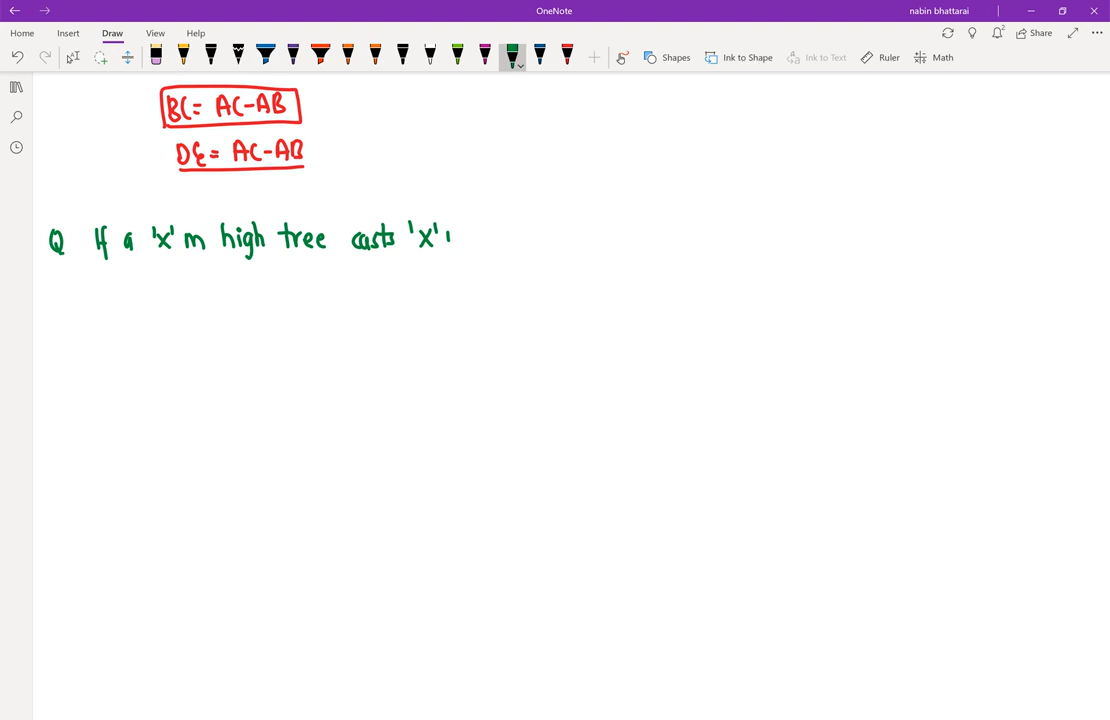 OneNote
nabin bhattarai
Home Insert Draw View Help
Share
Shapes Ink to Shape Ink to Text Ruler Math
BC = AC-AB
DE = AC-AB
Q If a 'x' m high tree casts 'x'